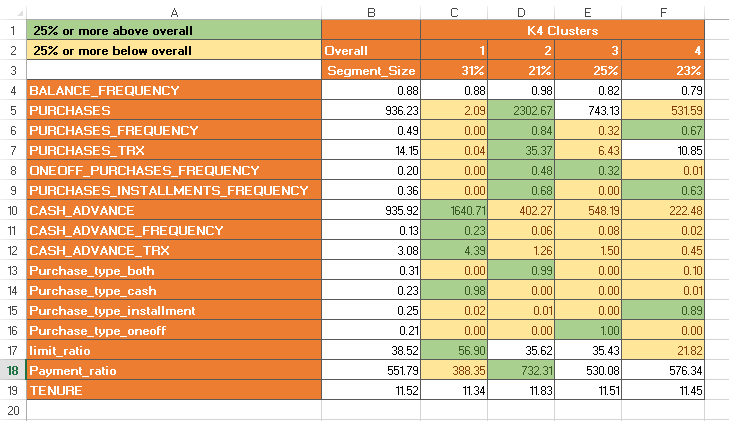 A B C D E F
1 25% or more above overall K4 Clusters
2 25% or more below overall Overall 1 2 3 4
3 Segment_Size 31% 21% 25% 23%
4 BALANCE_FREQUENCY 0.88 0.88 0.98 0.82 0.79
5 PURCHASES 936.23 2.09 2302.67 743.13 531.59
6 PURCHASES_FREQUENCY 0.49 0.00 0.84 0.32 0.67
7 PURCHASES_TRX 14.15 0.04 35.37 6.43 10.85
8 ONEOFF_PURCHASES_FREQUENCY 0.20 0.00 0.48 0.32 0.01
9 PURCHASES_INSTALLMENTS_FREQUENCY 0.36 0.00 0.68 0.00 0.63
10 CASH_ADVANCE 935.92 1640.71 402.27 548.19 222.48
11 CASH_ADVANCE_FREQUENCY 0.13 0.23 0.06 0.08 0.02
12 CASH_ADVANCE_TRX 3.08 4.39 1.26 1.50 0.45
13 Purchase_type_both 0.31 0.00 0.99 0.00 0.10
14 Purchase_type_cash 0.23 0.98 0.00 0.00 0.01
15 Purchase_type_installment 0.25 0.02 0.01 0.00 0.89
16 Purchase_type_oneoff 0.21 0.00 0.00 1.00 0.00
17 limit_ratio 38.52 56.90 35.62 35.43 21.82
18 Payment_ratio 551.79 388.35 732.31 530.08 576.34
19 TENURE 11.52 11.34 11.83 11.51 11.45
20